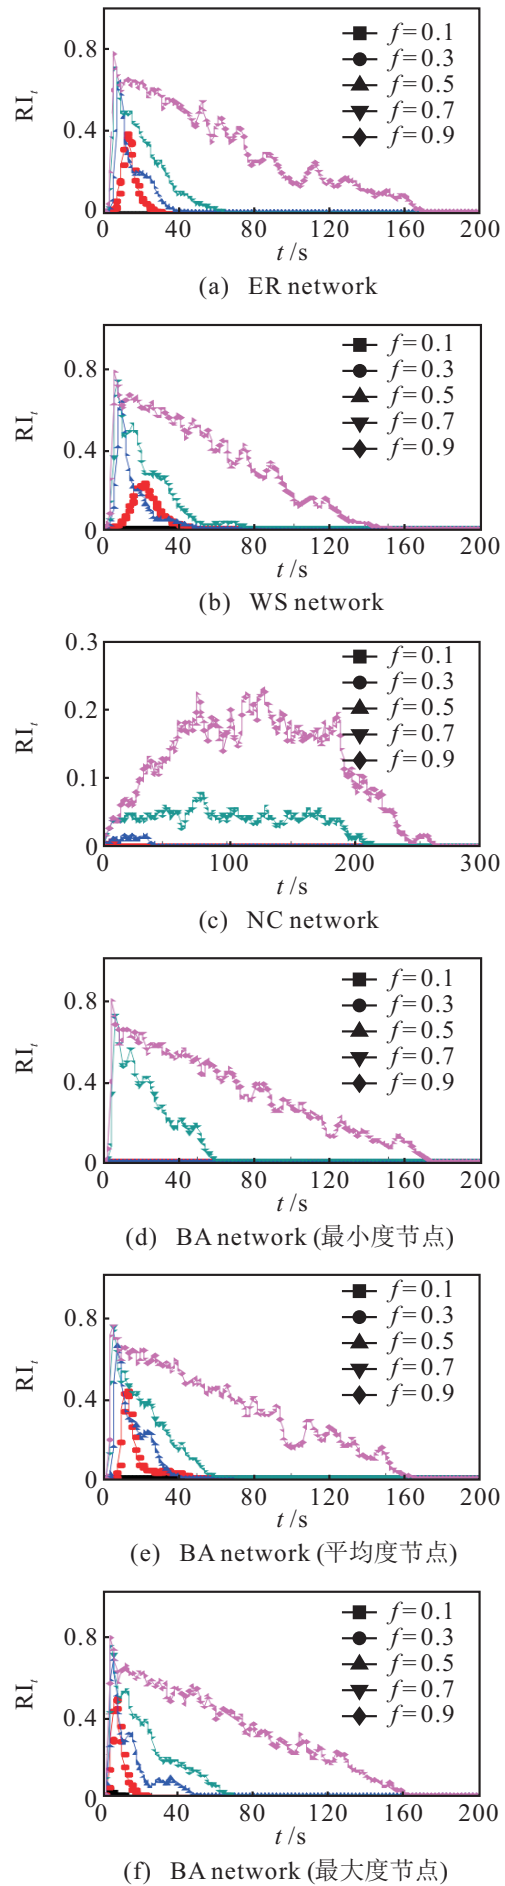 RI_t
0.8
0.4
0
f=0.1
f=0.3
f=0.5
f=0.7
f=0.9
0 40 80 120 160 200
t/s
(a) ER network
RI_t
0.8
0.4
0
f=0.1
f=0.3
f=0.5
f=0.7
f=0.9
0 40 80 120 160 200
t/s
(b) WS network
RI_t
0.3
0.2
0.1
0
f=0.1
f=0.3
f=0.5
f=0.7
f=0.9
0 100 200 300
t/s
(c) NC network
RI_t
0.8
0.4
0
f=0.1
f=0.3
f=0.5
f=0.7
f=0.9
0 40 80 120 160 200
t/s
(d) BA network (最小度节点)
RI_t
0.8
0.4
0
f=0.1
f=0.3
f=0.5
f=0.7
f=0.9
0 40 80 120 160 200
t/s
(e) BA network (平均度节点)
RI_t
0.8
0.4
0
f=0.1
f=0.3
f=0.5
f=0.7
f=0.9
0 40 80 120 160 200
t/s
(f) BA network (最大度节点)